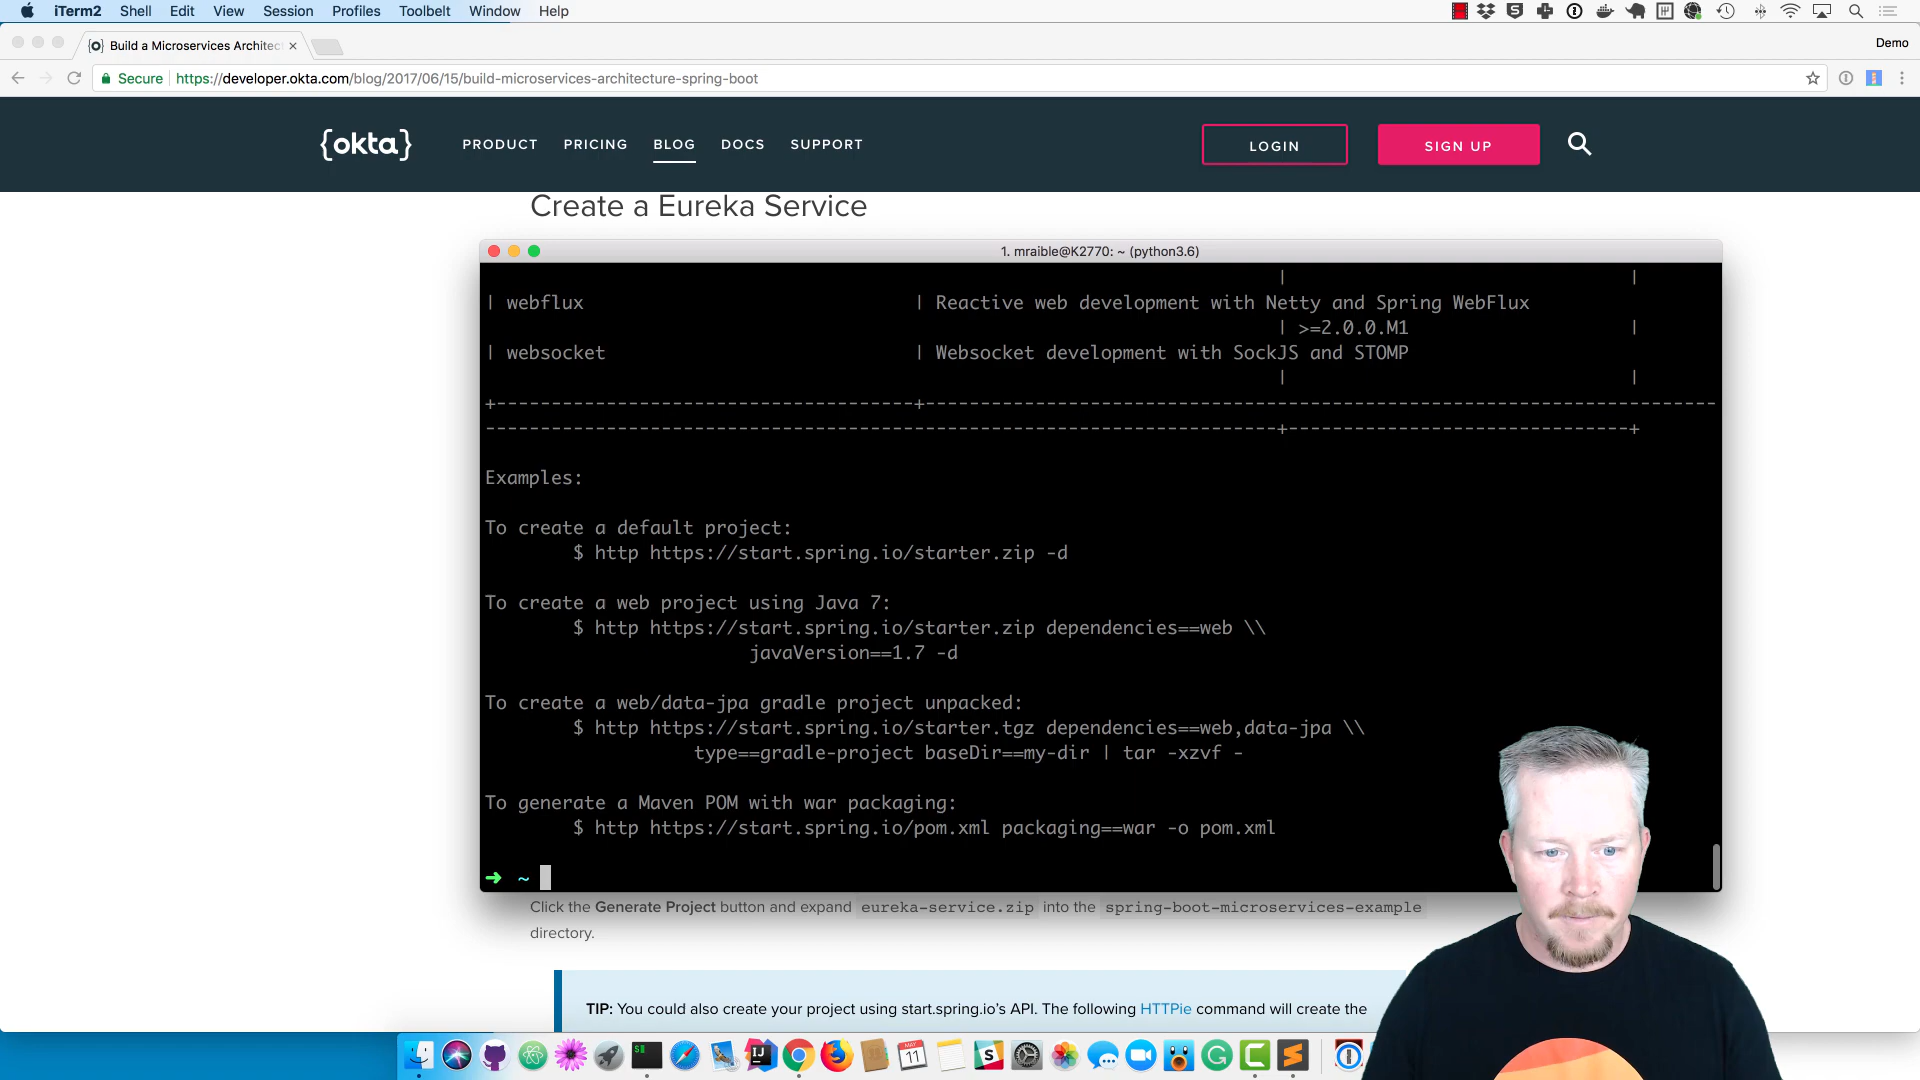 iTerm2 Shell Edit View Session Profiles Toolbelt Window Help
Build a Microservices Architec
Demo
Secure https://developer.okta.com/blog/2017/06/15/build-microservices-architecture-spring-boot
{okta} PRODUCT PRICING BLOG DOCS SUPPORT LOGIN SIGN UP
Create a Eureka Service
1. mraible@K2770: ~ (python3.6)
| |
| webflux | Reactive web development with Netty and Spring WebFlux
| >=2.0.0.M1 |
| websocket | Websocket development with SockJS and STOMP
| |
+--------------------------------------+------------------------------------------------------------------------
------------------------------------------------------------------------+-------------------------------+
Examples:
To create a default project:
$ http https://start.spring.io/starter.zip -d
To create a web project using Java 7:
$ http https://start.spring.io/starter.zip dependencies==web \\
javaVersion==1.7 -d
To create a web/data-jpa gradle project unpacked:
$ http https://start.spring.io/starter.tgz dependencies==web,data-jpa \\
type==gradle-project baseDir==my-dir | tar -xzvf -
To generate a Maven POM with war packaging:
$ http https://start.spring.io/pom.xml packaging==war -o pom.xml
➜ ~
Click the Generate Project button and expand eureka-service.zip into the spring-boot-microservices-example
directory.
TIP: You could also create your project using start.spring.io’s API. The following HTTPie command will create the